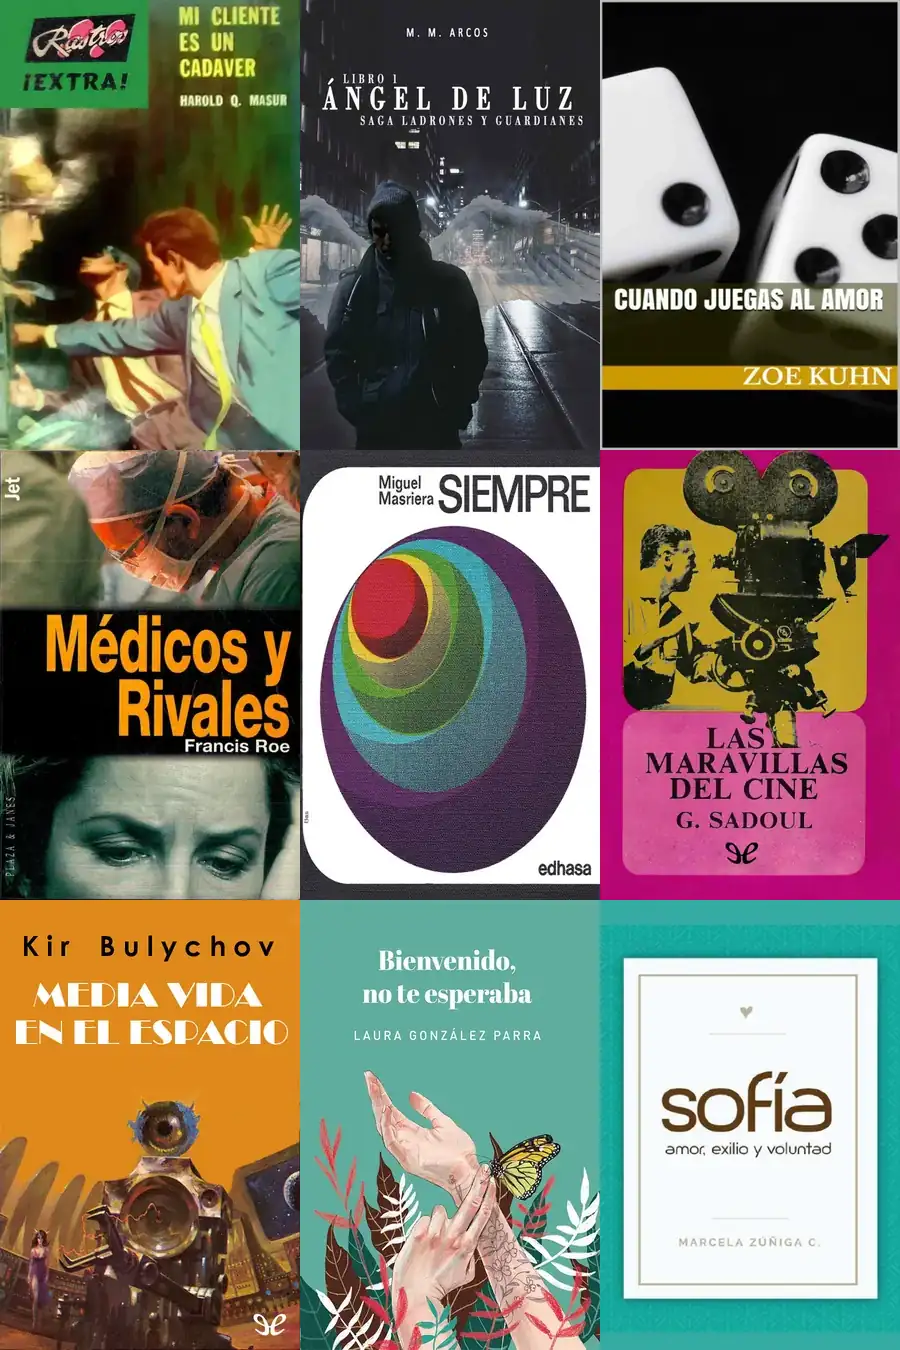 Rastros
¡EXTRA!
MI CLIENTE
ES UN
CADAVER
HAROLD Q. MASUR
M. M. ARCOS
LIBRO 1
ÁNGEL DE LUZ
SAGA LADRONES Y GUARDIANES
CUANDO JUEGAS AL AMOR
ZOE KUHN
Jet
Médicos y
Rivales
Francis Roe
PLAZA & JANES
Miguel
Masriera
SIEMPRE
edhasa
LAS
MARAVILLAS
DEL CINE
G. SADOUL
Kir Bulychov
MEDIA VIDA
EN EL ESPACIO
Bienvenido,
no te esperaba
LAURA GONZÁLEZ PARRA
sofía
amor, exilio y voluntad
MARCELA ZÚÑIGA C.